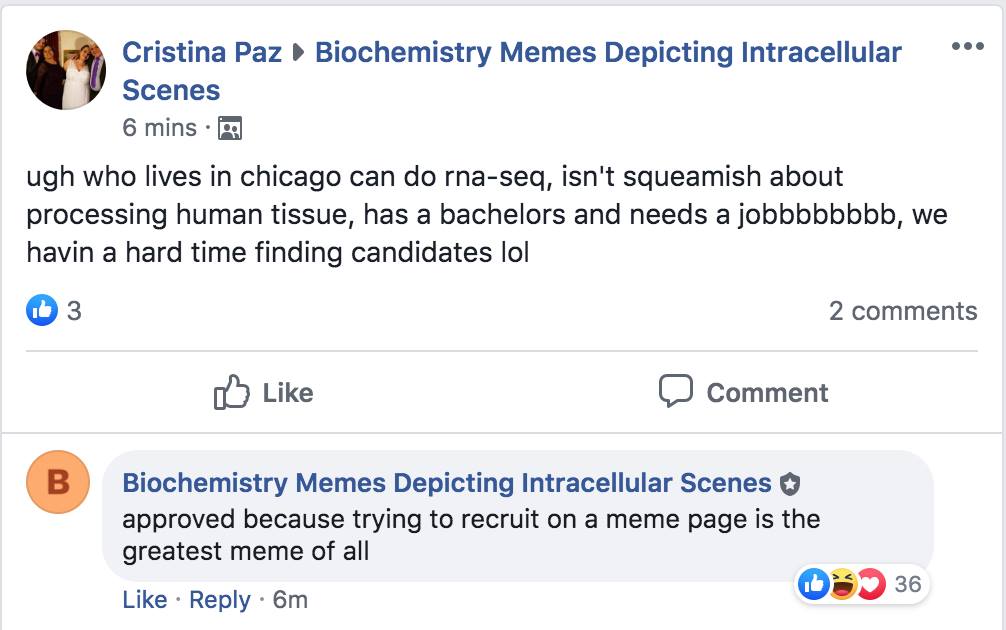 Cristina Paz ▸ Biochemistry Memes Depicting Intracellular
Scenes
6 mins ·
ugh who lives in chicago can do rna-seq, isn't squeamish about
processing human tissue, has a bachelors and needs a jobbbbbbbb, we
havin a hard time finding candidates lol
3
2 comments
Like
Comment
B
Biochemistry Memes Depicting Intracellular Scenes
approved because trying to recruit on a meme page is the
greatest meme of all
36
Like · Reply · 6m